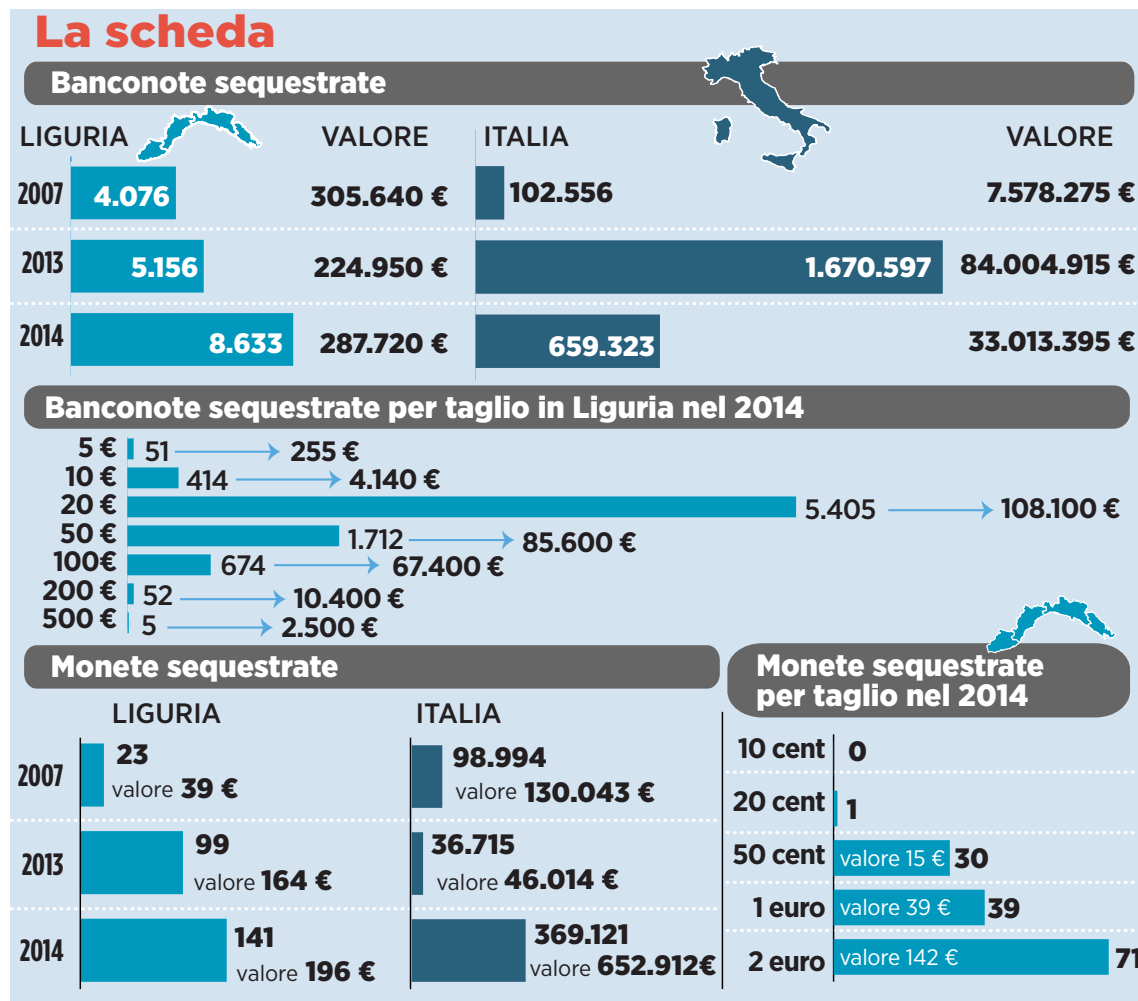 La scheda
Banconote sequestrate
LIGURIA VALORE ITALIA VALORE
2007 4.076 305.640 € 102.556 7.578.275 €
2013 5.156 224.950 € 1.670.597 84.004.915 €
2014 8.633 287.720 € 659.323 33.013.395 €
Banconote sequestrate per taglio in Liguria nel 2014
5 € 51 255 €
10 € 414 4.140 €
20 € 5.405 108.100 €
50 € 1.712 85.600 €
100€ 674 67.400 €
200 € 52 10.400 €
500 € 5 2.500 €
Monete sequestrate
LIGURIA ITALIA
2007 23 98.994
valore 39 € valore 130.043 €
2013 99 36.715
valore 164 € valore 46.014 €
2014 141 369.121
valore 196 € valore 652.912€
Monete sequestrate
per taglio nel 2014
10 cent 0
20 cent 1
50 cent valore 15 € 30
1 euro valore 39 € 39
2 euro valore 142 € 71